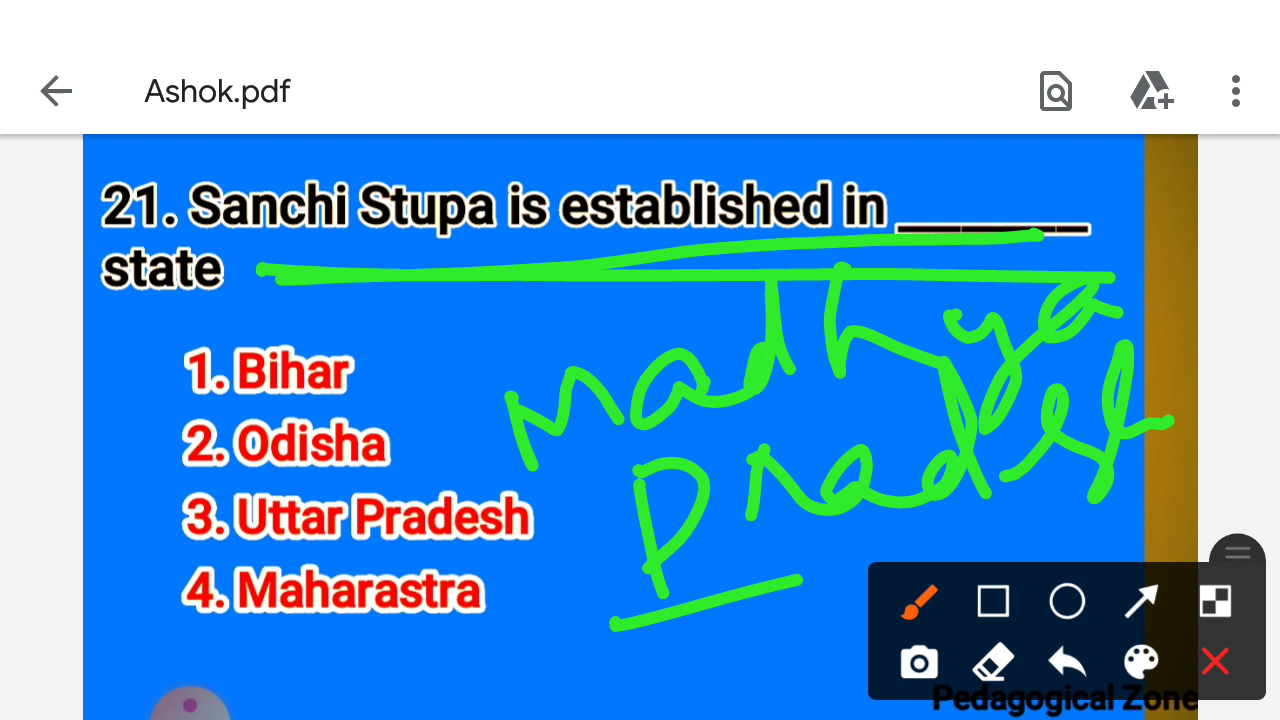 Ashok.pdf
21. Sanchi Stupa is established in ______
state
1. Bihar
2. Odisha
3. Uttar Pradesh
4. Maharastra
Madhya
Pradesh
Pedagogical Zone